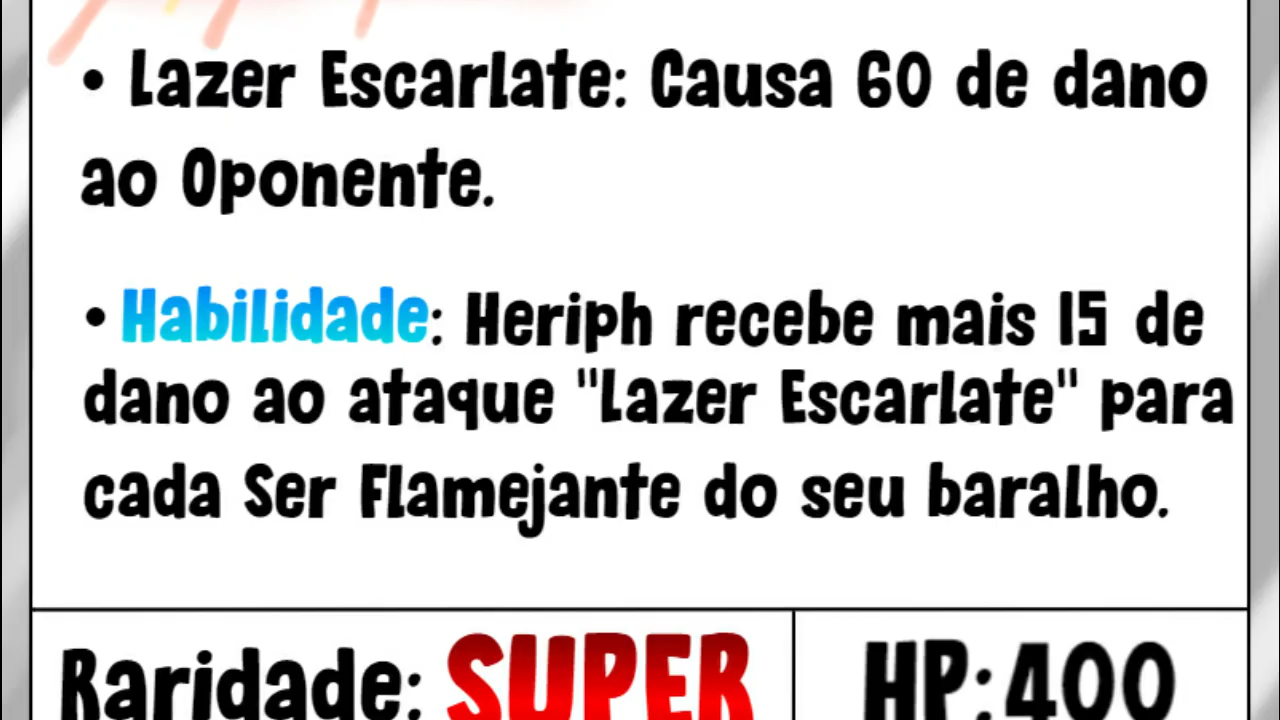 • Lazer Escarlate: Causa 60 de dano
ao Oponente.
• Habilidade: Heriph recebe mais 15 de
dano ao ataque "Lazer Escarlate" para
cada Ser Flamejante do seu baralho.
Raridade: SUPER
HP:400